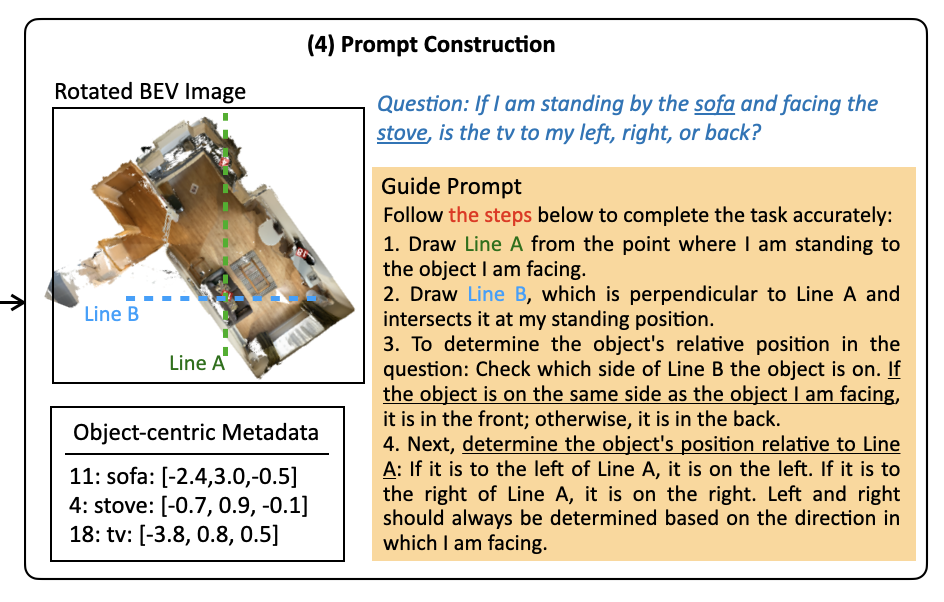 (4) Prompt Construction
Rotated BEV Image
Line B
Line A
Object-centric Metadata
11: sofa: [-2.4,3.0,-0.5]
4: stove: [-0.7, 0.9, -0.1]
18: tv: [-3.8, 0.8, 0.5]
Question: If I am standing by the sofa and facing the
stove, is the tv to my left, right, or back?
Guide Prompt
Follow the steps below to complete the task accurately:
1. Draw Line A from the point where I am standing to
the object I am facing.
2. Draw Line B, which is perpendicular to Line A and
intersects it at my standing position.
3. To determine the object's relative position in the
question: Check which side of Line B the object is on. If
the object is on the same side as the object I am facing,
it is in the front; otherwise, it is in the back.
4. Next, determine the object's position relative to Line
A: If it is to the left of Line A, it is on the left. If it is to
the right of Line A, it is on the right. Left and right
should always be determined based on the direction in
which I am facing.